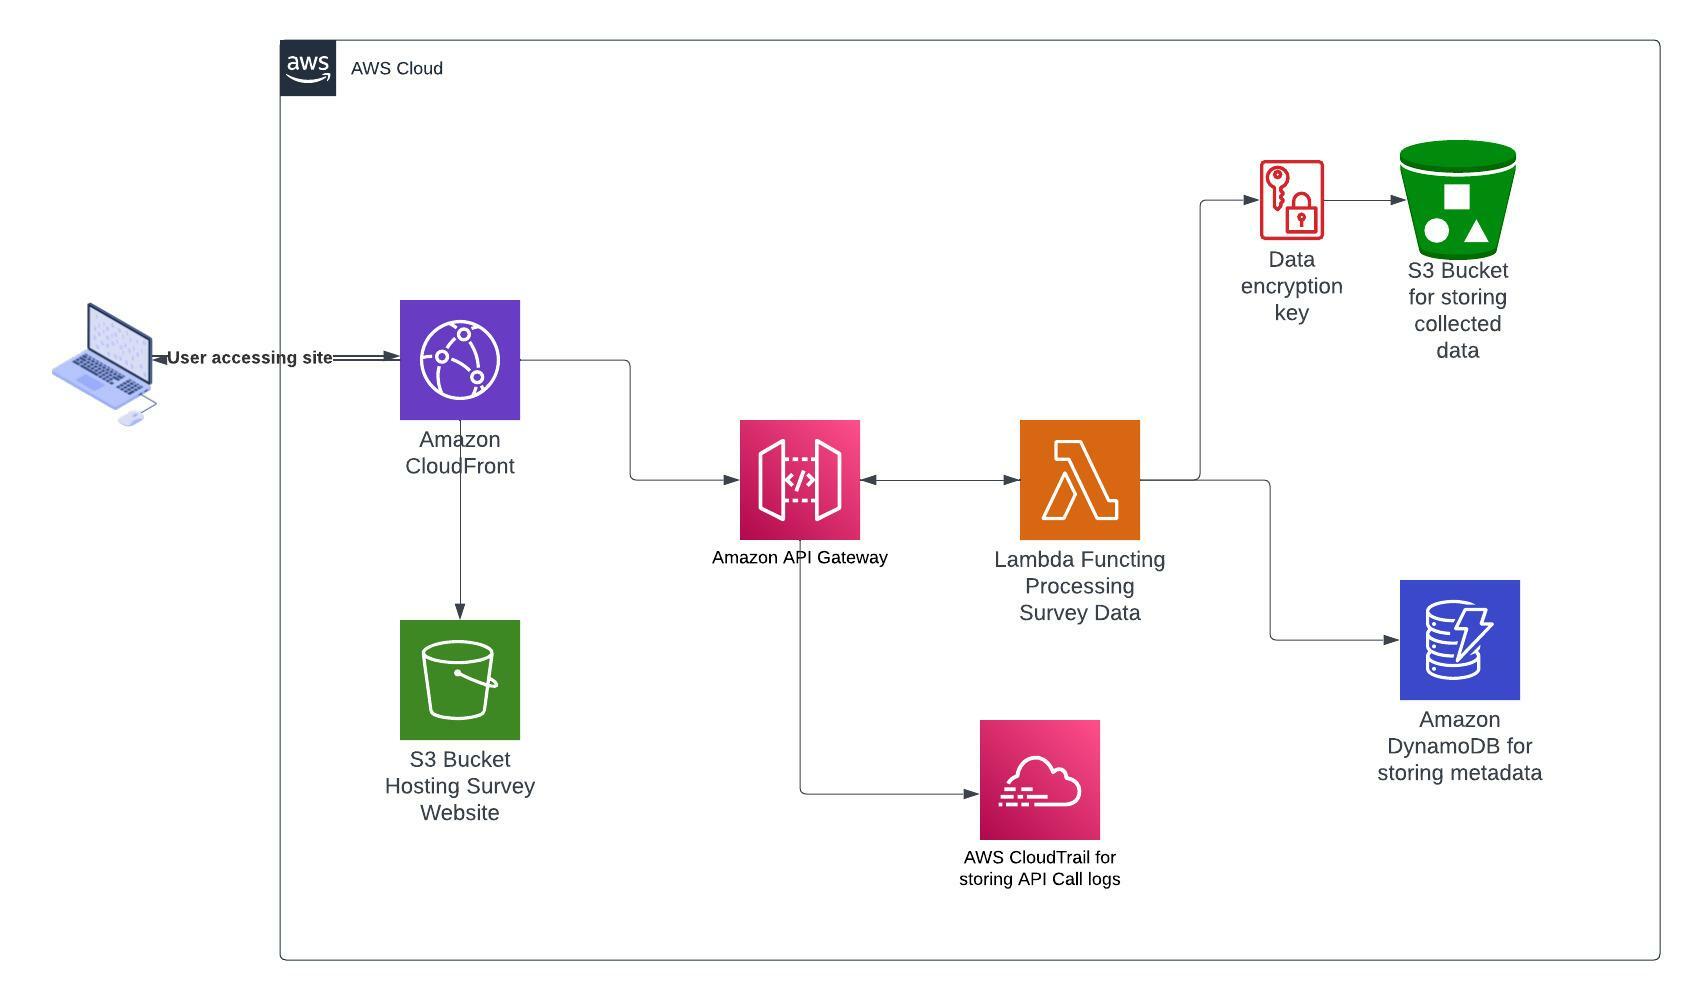 aws
AWS Cloud
Data
encryption
key
S3 Bucket
for storing
collected
data
User accessing site
Amazon
CloudFront
</>
Amazon API Gateway
Lambda Functing
Processing
Survey Data
S3 Bucket
Hosting Survey
Website
Amazon
DynamoDB for
storing metadata
AWS CloudTrail for
storing API Call logs